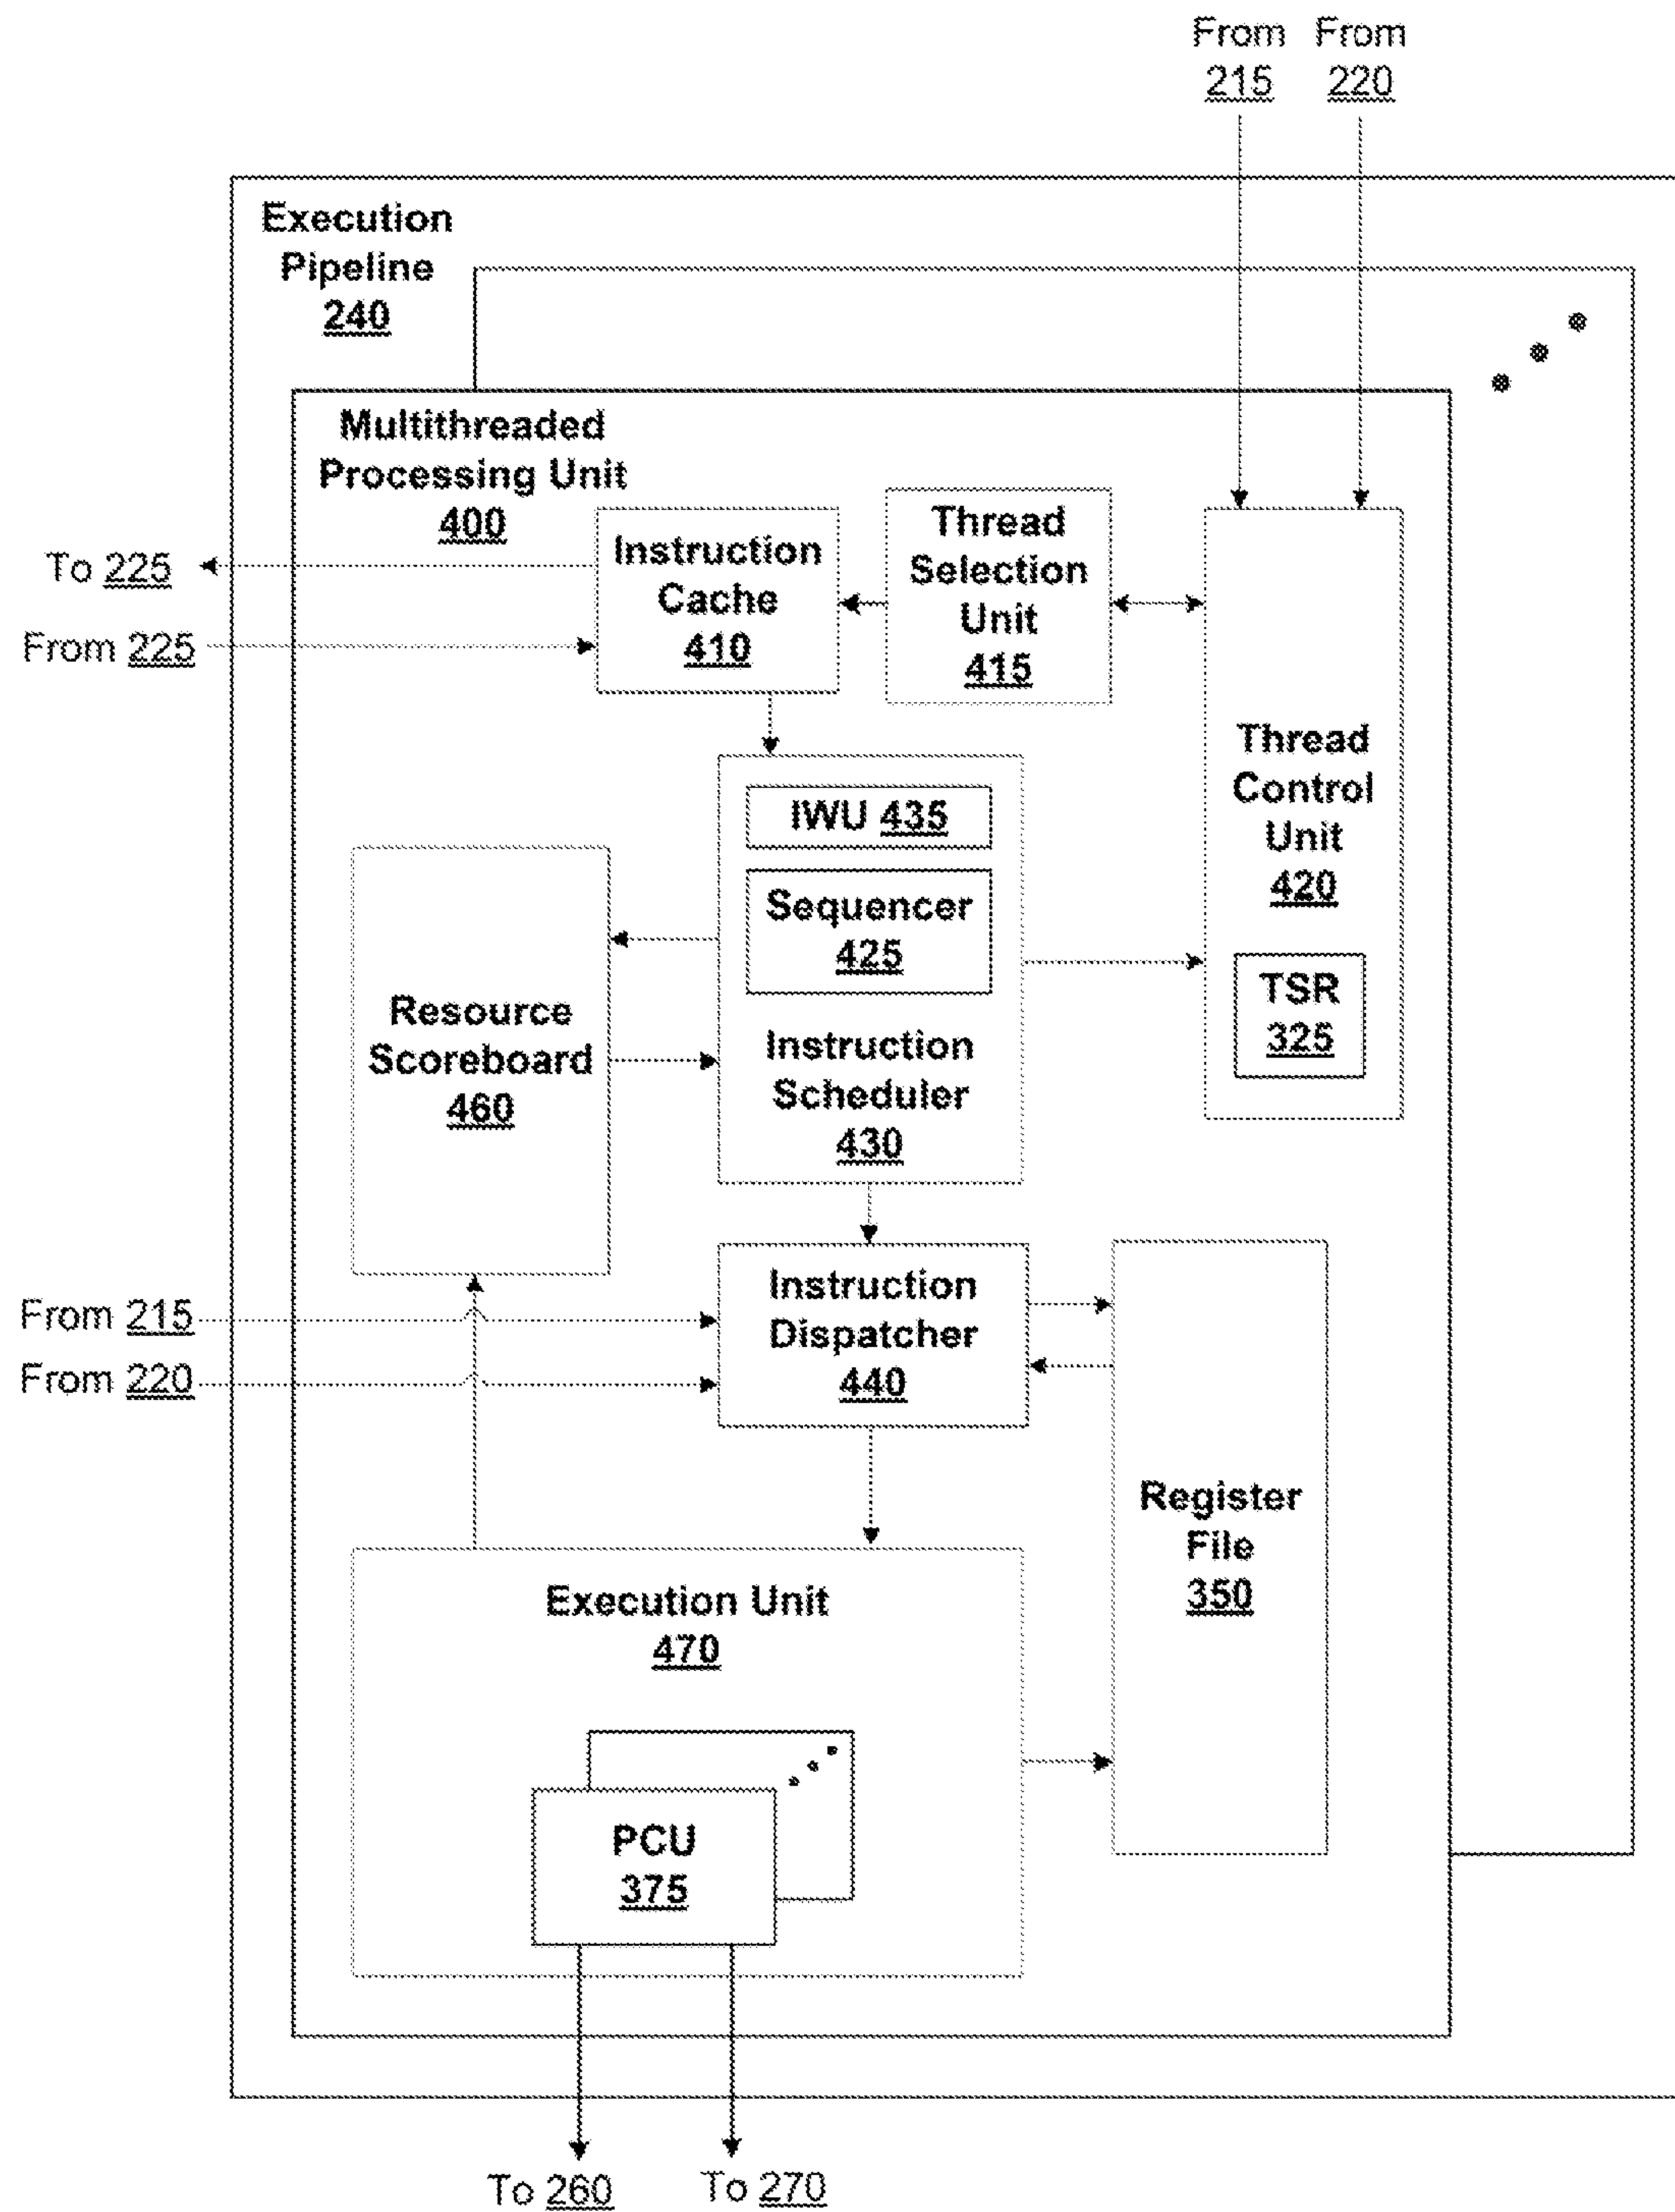 From From
215 220
Execution
Pipeline
240
Multithreaded
Processing Unit
400
To 225
From 225
Instruction
Cache
410
Thread
Selection
Unit
415
Thread
Control
Unit
420
TSR
325
IWU 435
Sequencer
425
Instruction
Scheduler
430
Resource
Scoreboard
460
From 215
From 220
Instruction
Dispatcher
440
Register
File
350
Execution Unit
470
PCU
375
To 260 To 270